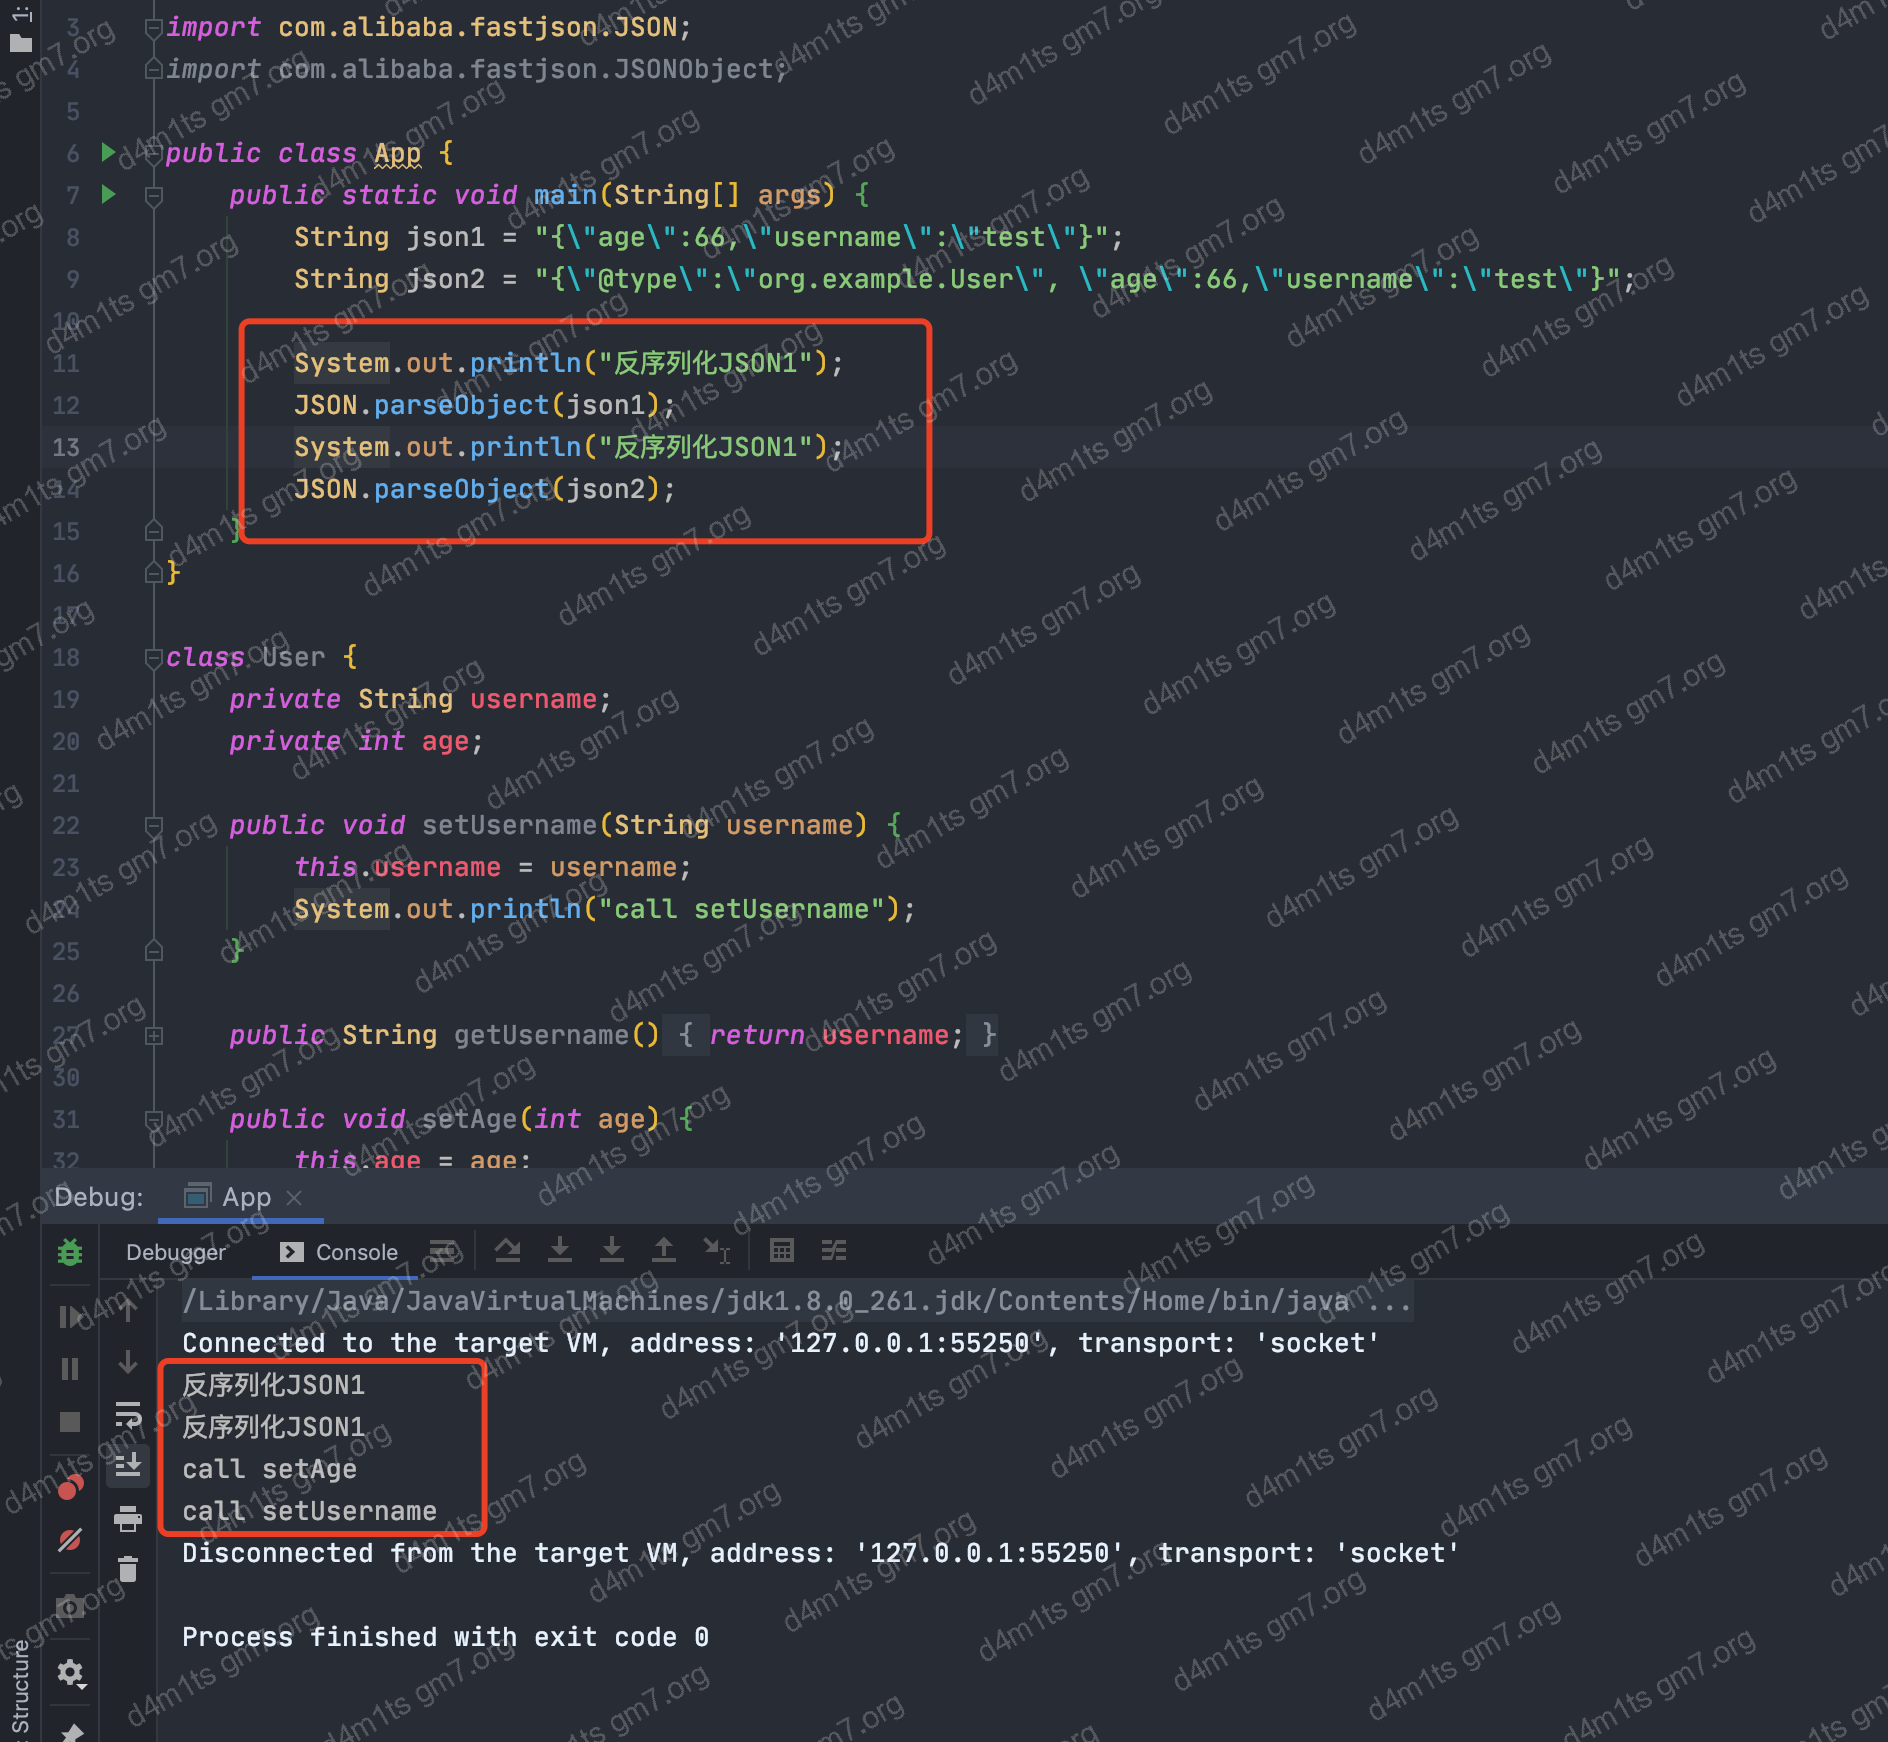 1:
3 import com.alibaba.fastjson.JSON;
4 import com.alibaba.fastjson.JSONObject;
5
6 public class App {
7 public static void main(String[] args) {
8 String json1 = "{\"age\":66,\"username\":\"test\"}";
9 String json2 = "{\"@type\":\"org.example.User\", \"age\":66,\"username\":\"test\"}";
10
11 System.out.println("反序列化JSON1");
12 JSON.parseObject(json1);
13 System.out.println("反序列化JSON1");
14 JSON.parseObject(json2);
15 }
16 }
17
18 class User {
19 private String username;
20 private int age;
21
22 public void setUsername(String username) {
23 this.username = username;
24 System.out.println("call setUsername");
25 }
26
27 public String getUsername() { return username; }
30
31 public void setAge(int age) {
32 this.age = age;
Debug: App
Debugger Console
/Library/Java/JavaVirtualMachines/jdk1.8.0_261.jdk/Contents/Home/bin/java ...
Connected to the target VM, address: '127.0.0.1:55250', transport: 'socket'
反序列化JSON1
反序列化JSON1
call setAge
call setUsername
Disconnected from the target VM, address: '127.0.0.1:55250', transport: 'socket'
Process finished with exit code 0
Structure
d4m1ts gm7.org